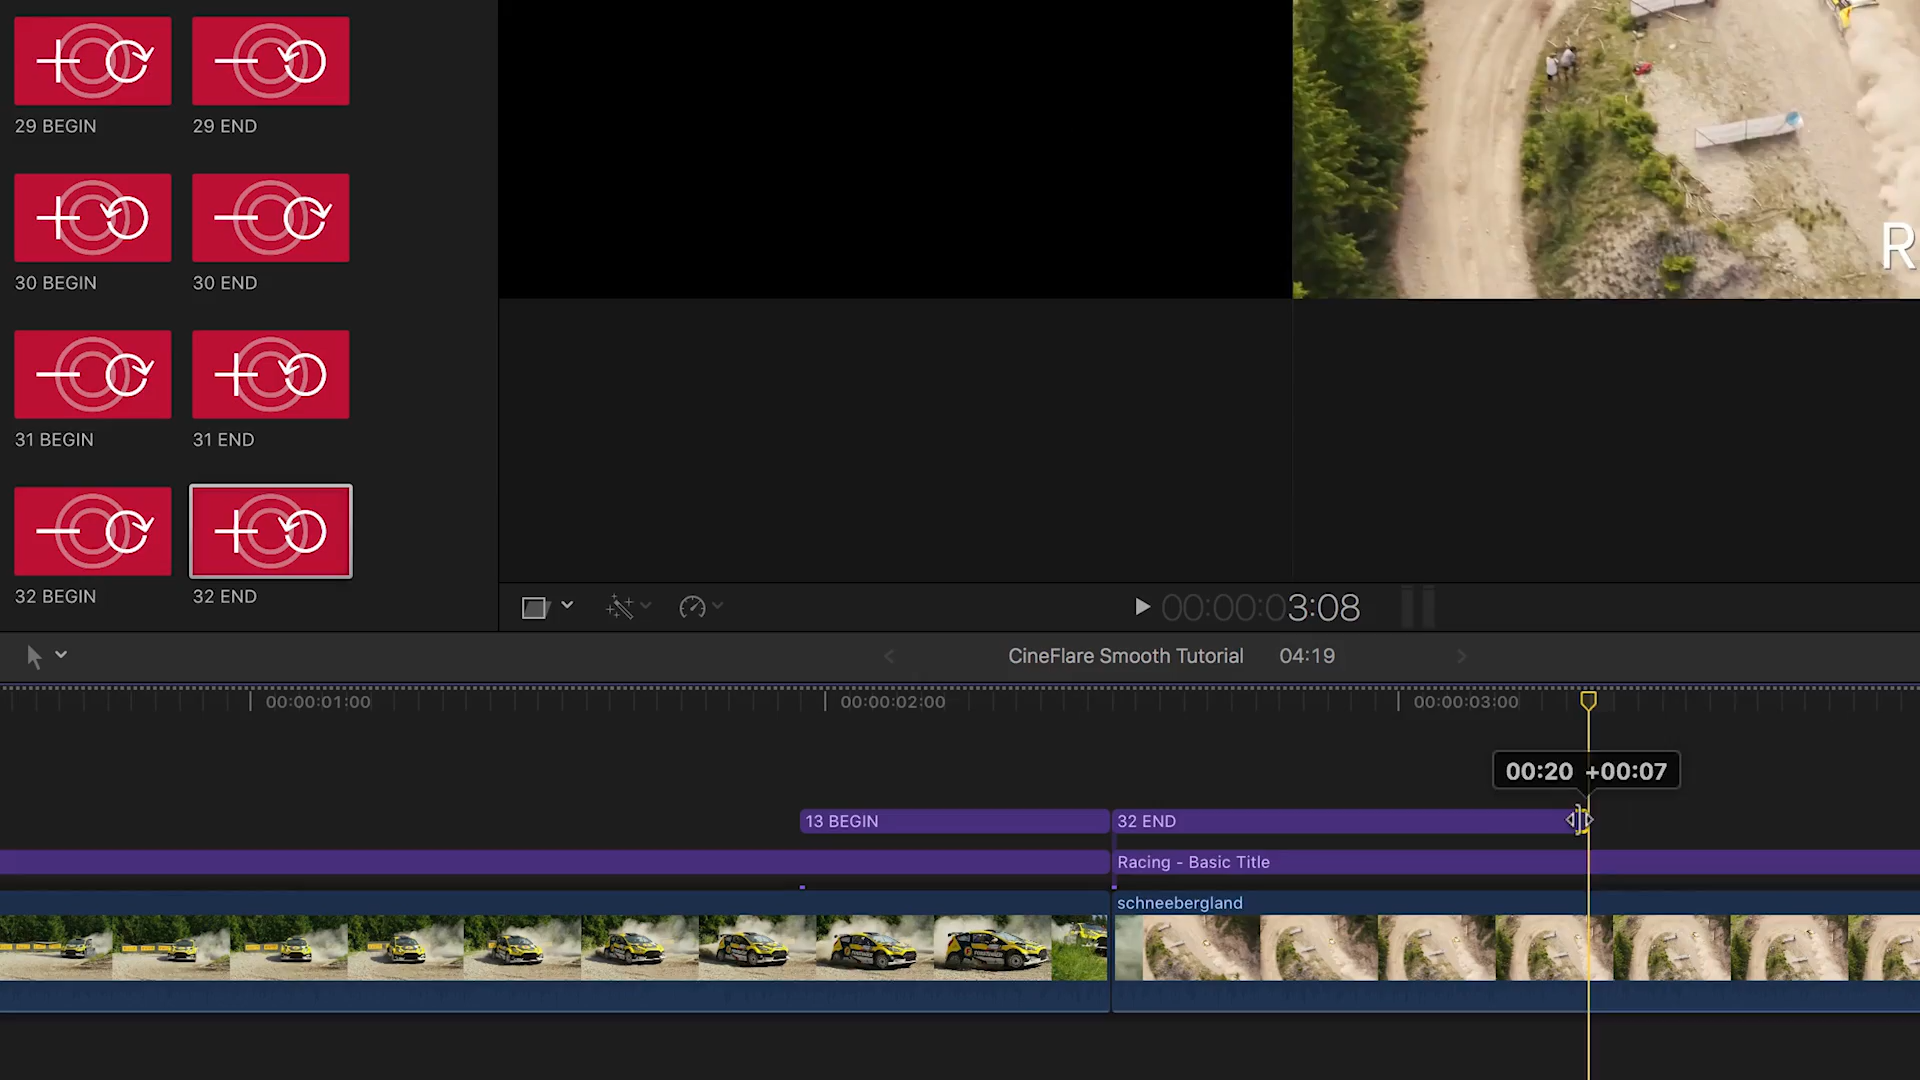 29 BEGIN
29 END
30 BEGIN
30 END
31 BEGIN
31 END
32 BEGIN
32 END
R
00:00:03:08
CineFlare Smooth Tutorial
04:19
00:00:01:00
00:00:02:00
00:00:03:00
00:20 +00:07
13 BEGIN
32 END
Racing - Basic Title
schneebergland